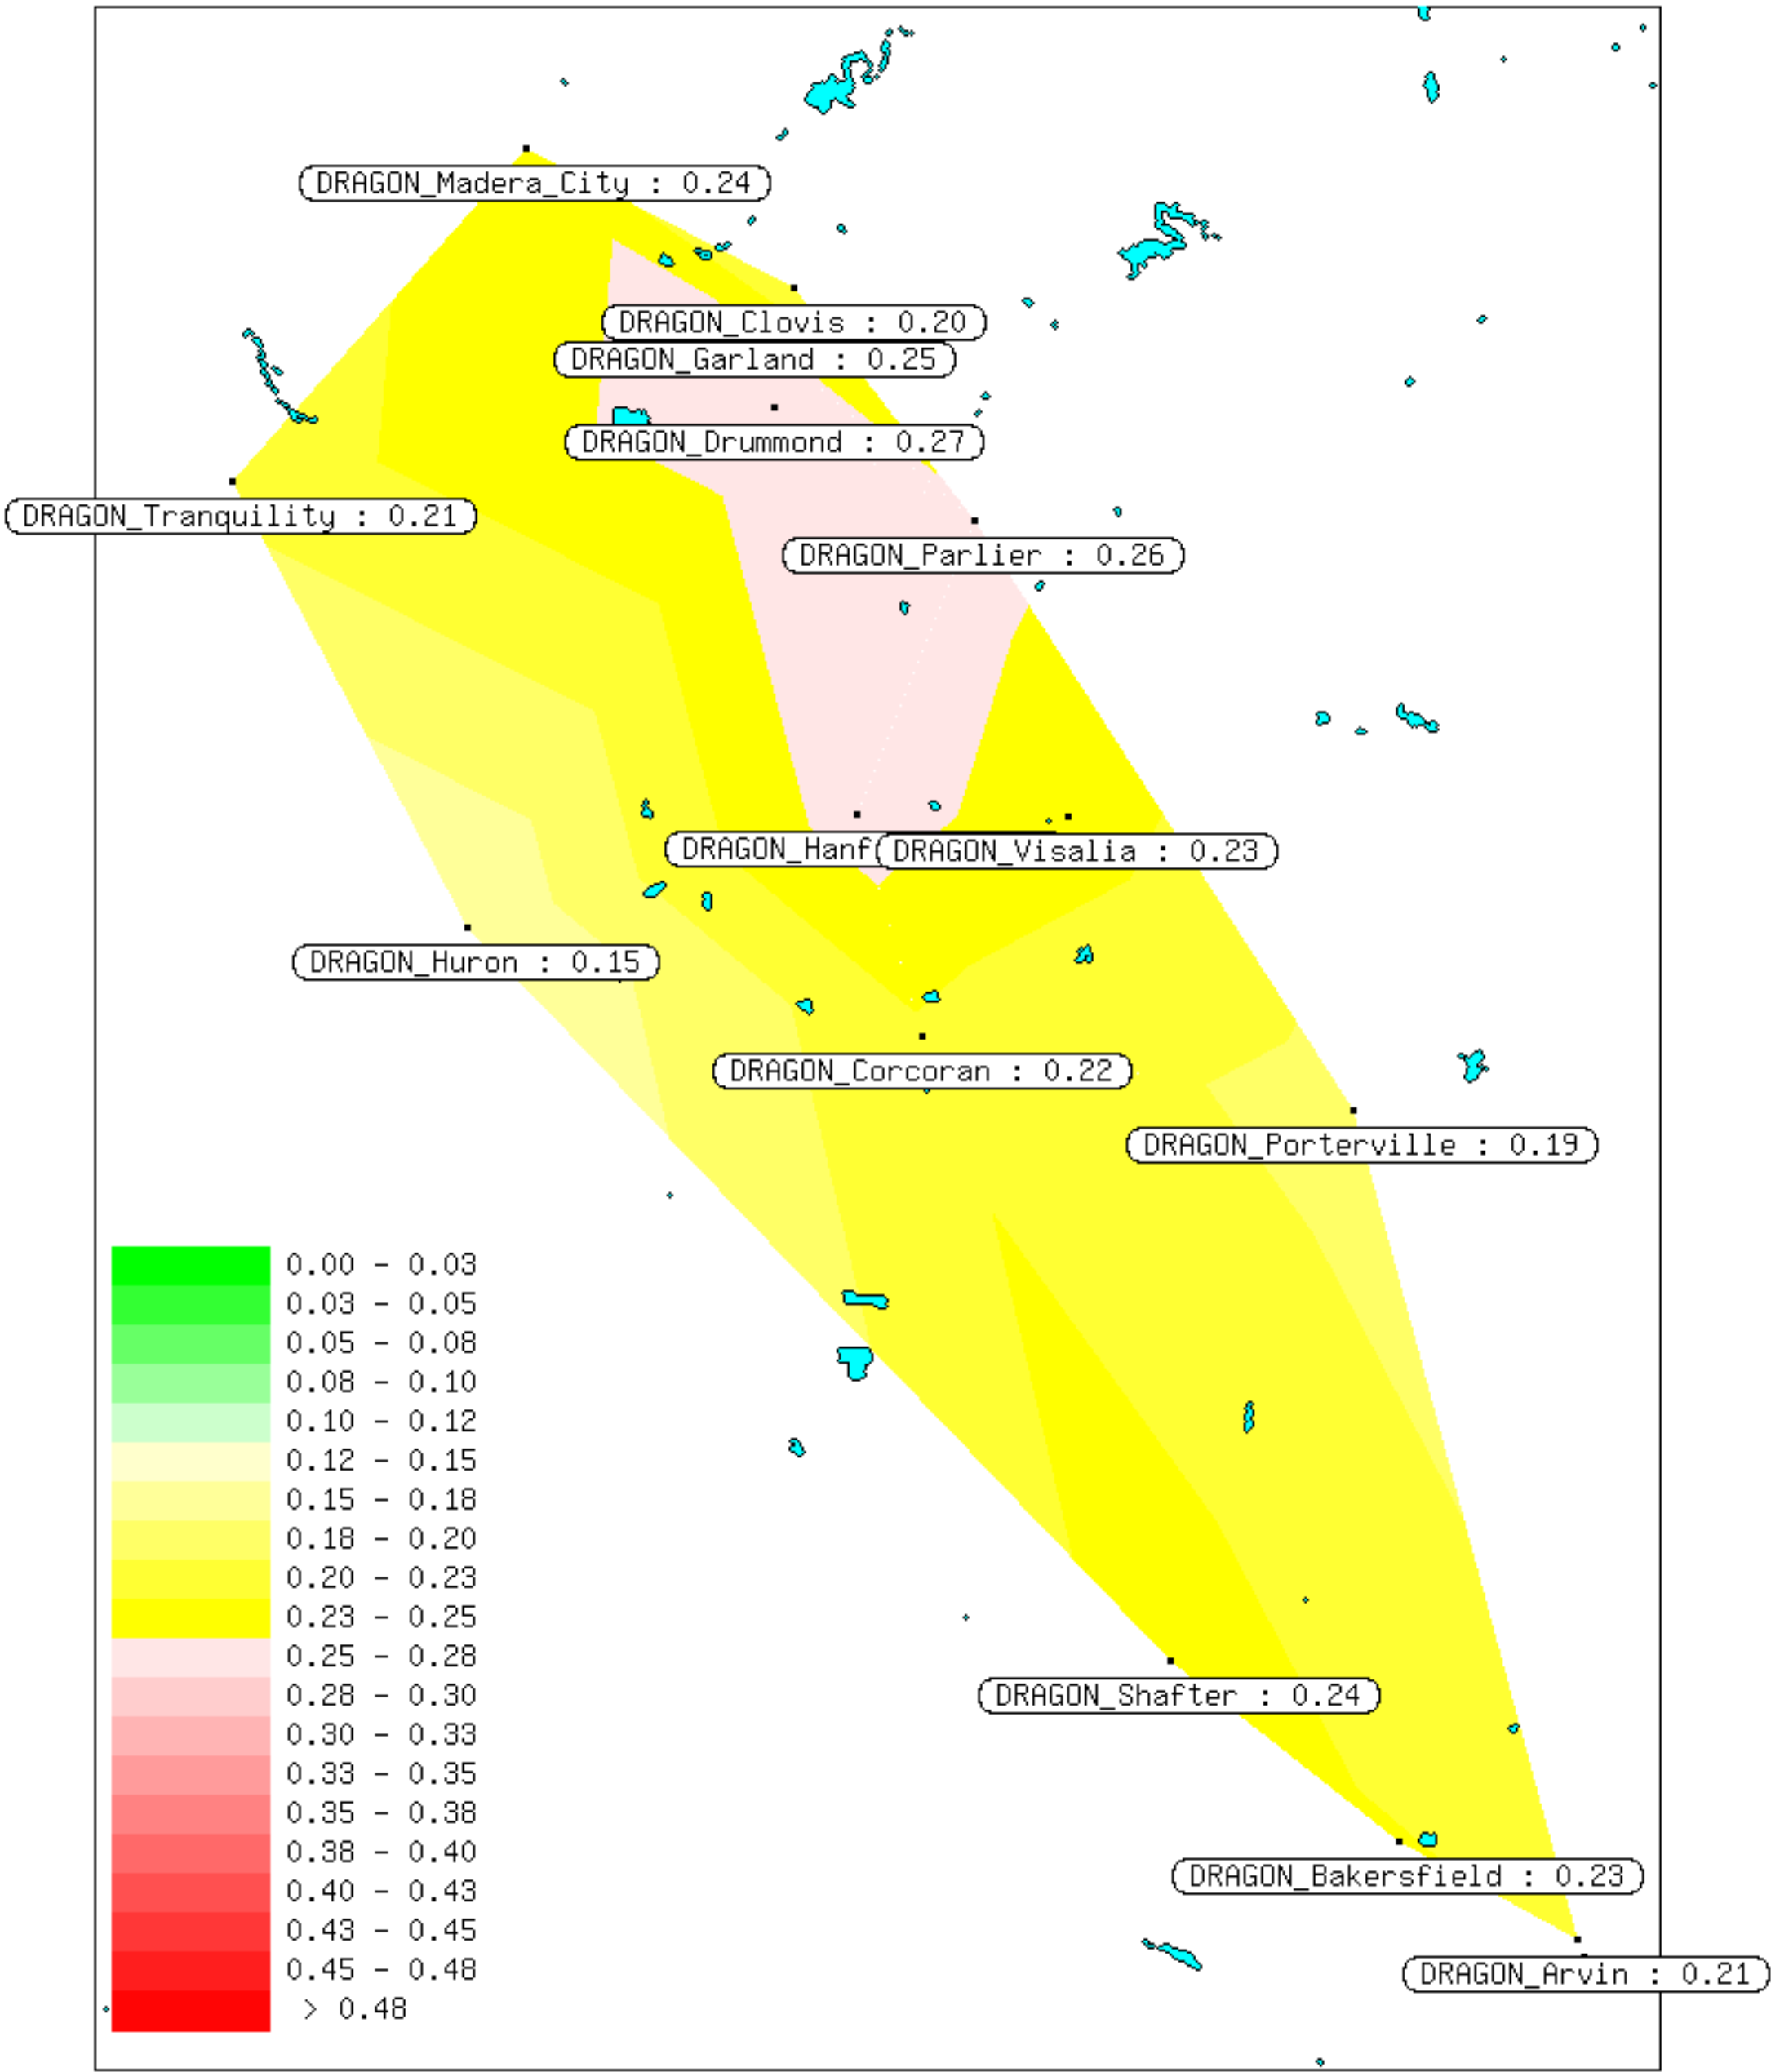 DRAGON_Madera_City : 0.24
DRAGON_Clovis : 0.20
DRAGON_Garland : 0.25
DRAGON_Drummond : 0.27
DRAGON_Tranquility : 0.21
DRAGON_Parlier : 0.26
DRAGON_Hanf
DRAGON_Visalia : 0.23
DRAGON_Huron : 0.15
DRAGON_Corcoran : 0.22
DRAGON_Porterville : 0.19
0.00 - 0.03
0.03 - 0.05
0.05 - 0.08
0.08 - 0.10
0.10 - 0.12
0.12 - 0.15
0.15 - 0.18
0.18 - 0.20
0.20 - 0.23
0.23 - 0.25
0.25 - 0.28
0.28 - 0.30
0.30 - 0.33
0.33 - 0.35
0.35 - 0.38
0.38 - 0.40
0.40 - 0.43
0.43 - 0.45
0.45 - 0.48
> 0.48
DRAGON_Shafter : 0.24
DRAGON_Bakersfield : 0.23
DRAGON_Arvin : 0.21